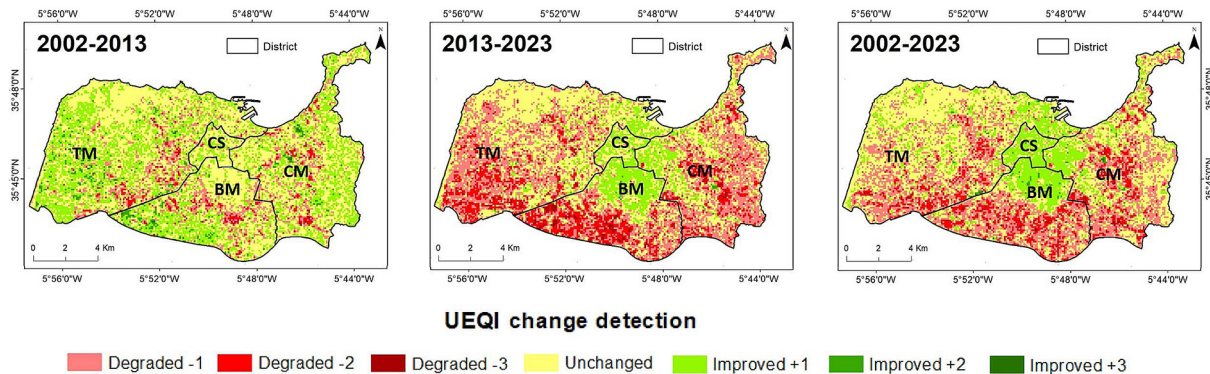 5°56'0"W 5°52'0"W 5°48'0"W 5°44'0"W
5°56'0"W 5°52'0"W 5°48'0"W 5°44'0"W
5°56'0"W 5°52'0"W 5°48'0"W 5°44'0"W
2002-2013
District
N
35°48'0"N
35°45'0"N
TM
CS
BM
CM
0 2 4 Km
2013-2023
District
N
TM
CS
BM
CM
0 2 4 Km
2002-2023
District
N
35°48'0"N
35°45'0"N
TM
CS
BM
CM
0 2 4 Km
5°56'0"W 5°52'0"W 5°48'0"W 5°44'0"W
5°56'0"W 5°52'0"W 5°48'0"W 5°44'0"W
5°56'0"W 5°52'0"W 5°48'0"W 5°44'0"W
UEQI change detection
Degraded -1 Degraded -2 Degraded -3 Unchanged Improved +1 Improved +2 Improved +3